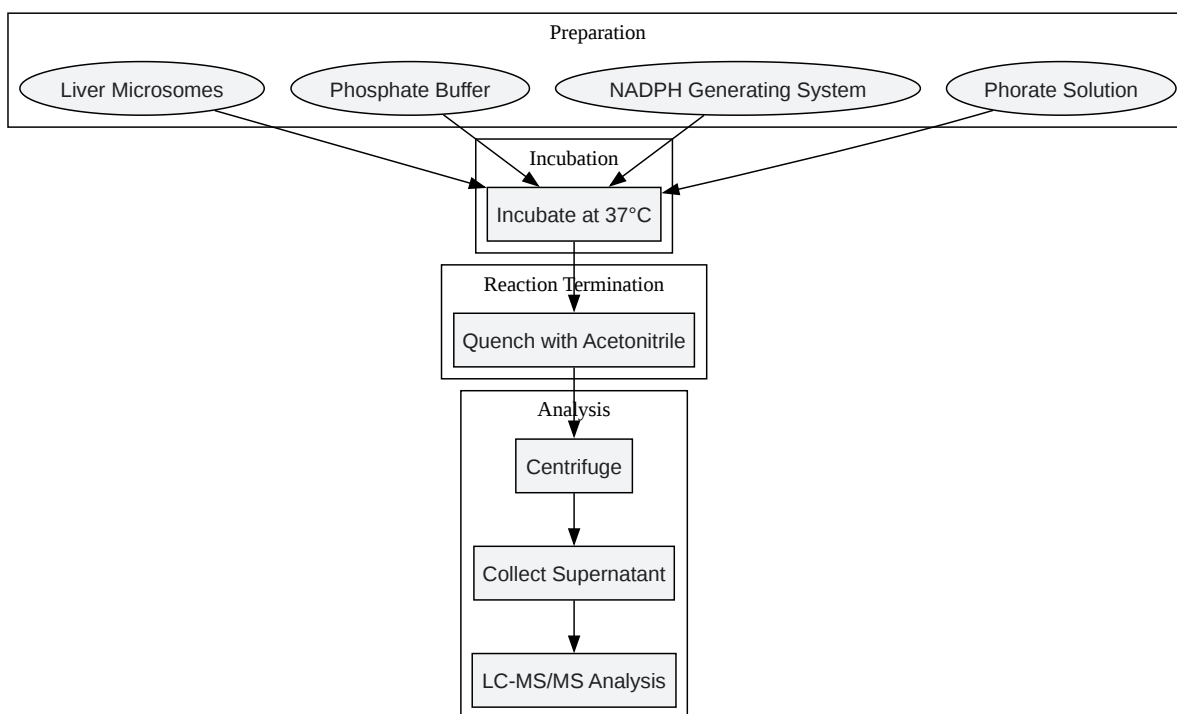 Preparation
Liver Microsomes
Phosphate Buffer
NADPH Generating System
Phorate Solution
Incubation
Incubate at 37°C
Reaction Termination
Quench with Acetonitrile
Analysis
Centrifuge
Collect Supernatant
LC-MS/MS Analysis